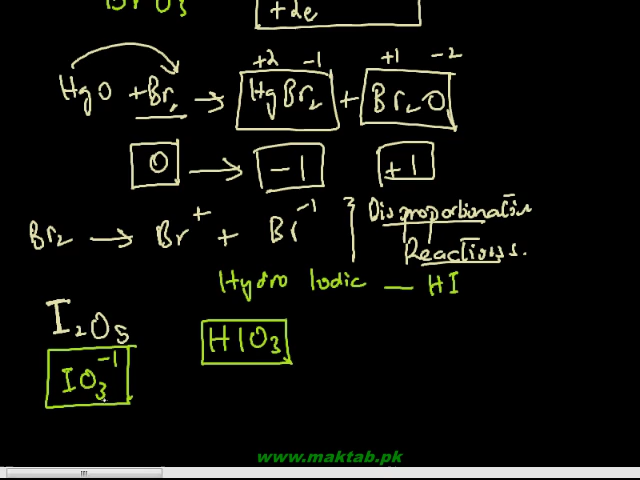 BrO3
+2e
+2 -1 +1 -2
HgO + Br2 → HgBr2 + Br2O
0 → -1 +1
Br2 → Br+ + Br-1 } Disproportionation Reactions.
Hydro Iodic — HI
I2O5 HIO3
IO3-1
www.maktab.pk